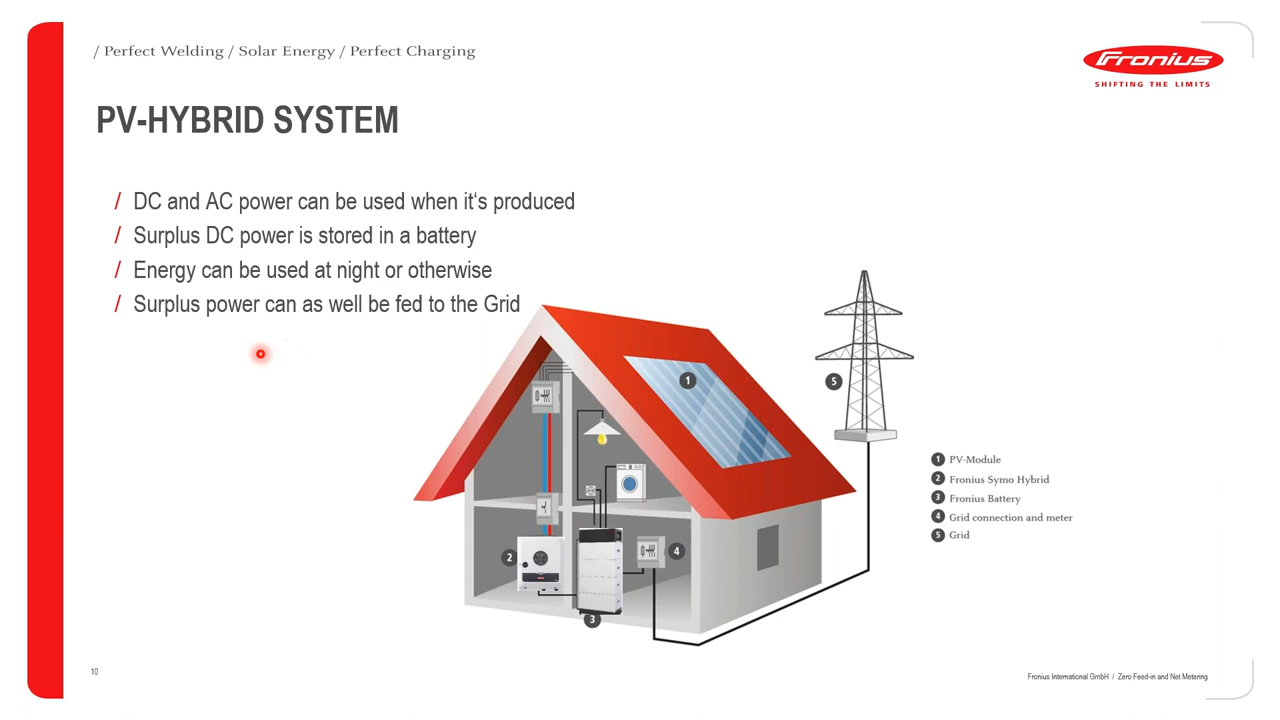 / Perfect Welding / Solar Energy / Perfect Charging
Fronius
SHIFTING THE LIMITS
PV-HYBRID SYSTEM
/ DC and AC power can be used when it‘s produced
/ Surplus DC power is stored in a battery
/ Energy can be used at night or otherwise
/ Surplus power can as well be fed to the Grid
1
5
2
4
3
1 PV-Module
2 Fronius Symo Hybrid
3 Fronius Battery
4 Grid connection and meter
5 Grid
10
Fronius International GmbH / Zero Feed-in and Net Metering